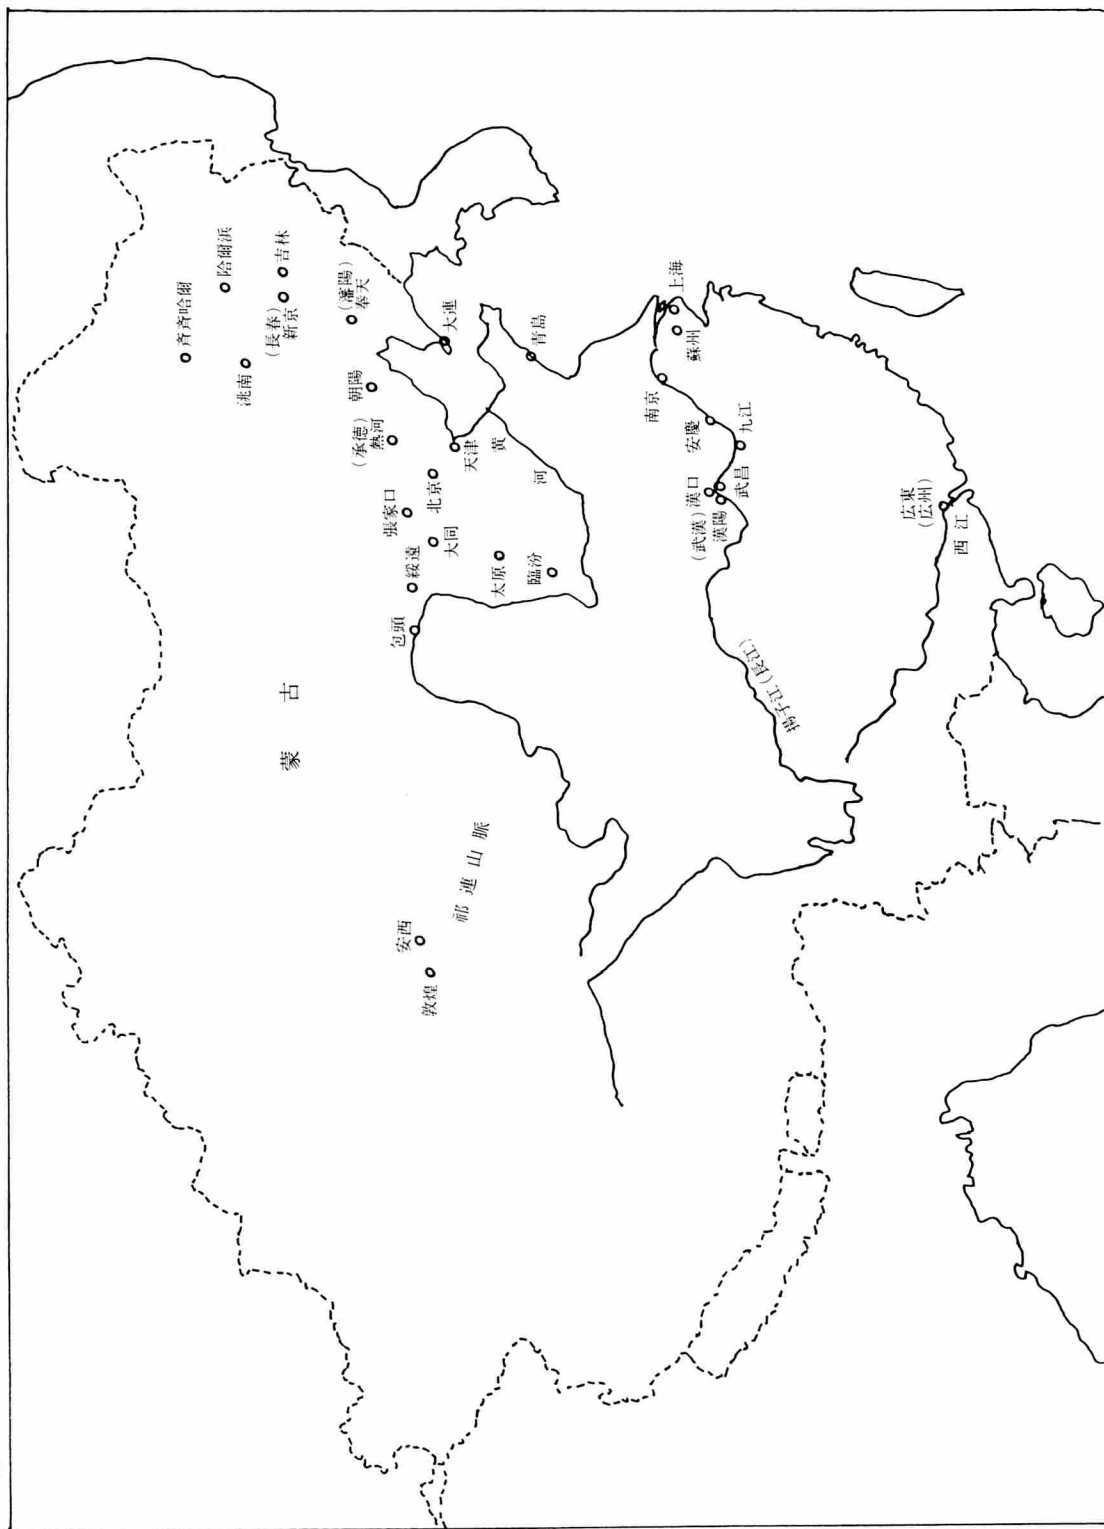 斉斉哈爾
哈爾浜
洮南
吉林
(長春)
新京
(瀋陽)
奉天
朝陽
(承徳)
熱河
大連
天津
北京
張家口
大同
綏遠
包頭
太原
臨汾
青島
黄河
蒙古
祁連山脈
安西
敦煌
上海
蘇州
南京
安慶
九江
武昌
漢口
(武漢)
漢陽
揚子江(長江)
広東
(広州)
西江